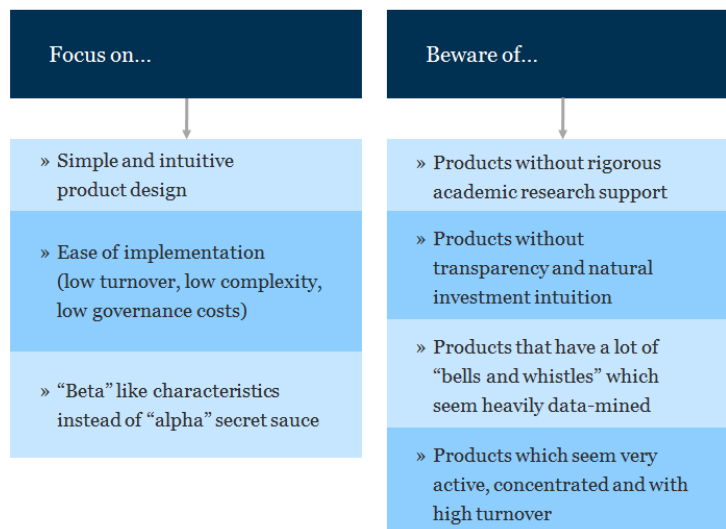 Focus on...
» Simple and intuitive
product design
» Ease of implementation
(low turnover, low complexity,
low governance costs)
» “Beta” like characteristics
instead of “alpha” secret sauce
Beware of...
» Products without rigorous
academic research support
» Products without
transparency and natural
investment intuition
» Products that have a lot of
“bells and whistles” which
seem heavily data-mined
» Products which seem very
active, concentrated and with
high turnover